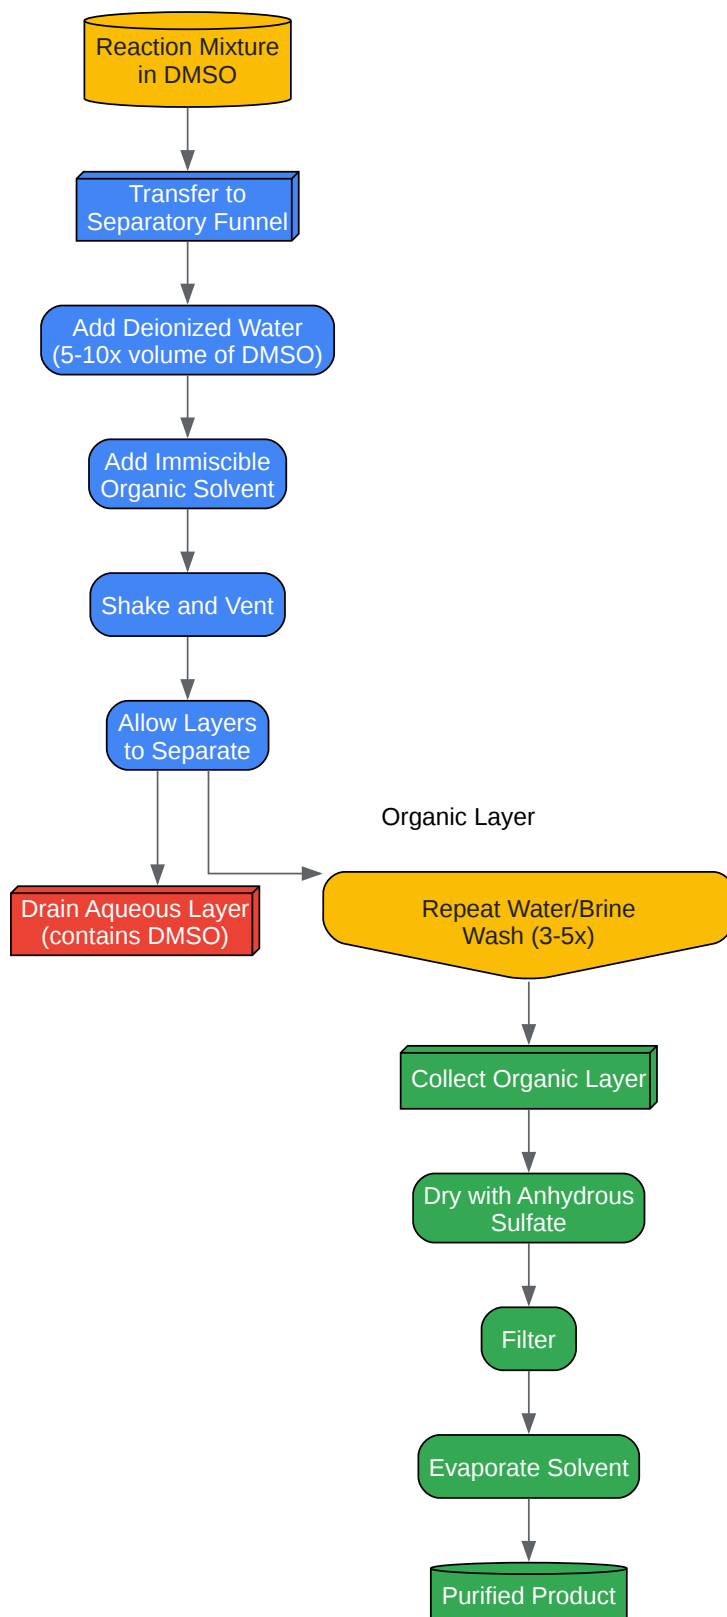 Reaction Mixture
in DMSO
Transfer to
Separatory Funnel
Add Deionized Water
(5-10x volume of DMSO)
Add Immiscible
Organic Solvent
Shake and Vent
Allow Layers
to Separate
Organic Layer
Drain Aqueous Layer
(contains DMSO)
Repeat Water/Brine
Wash (3-5x)
Collect Organic Layer
Dry with Anhydrous
Sulfate
Filter
Evaporate Solvent
Purified Product